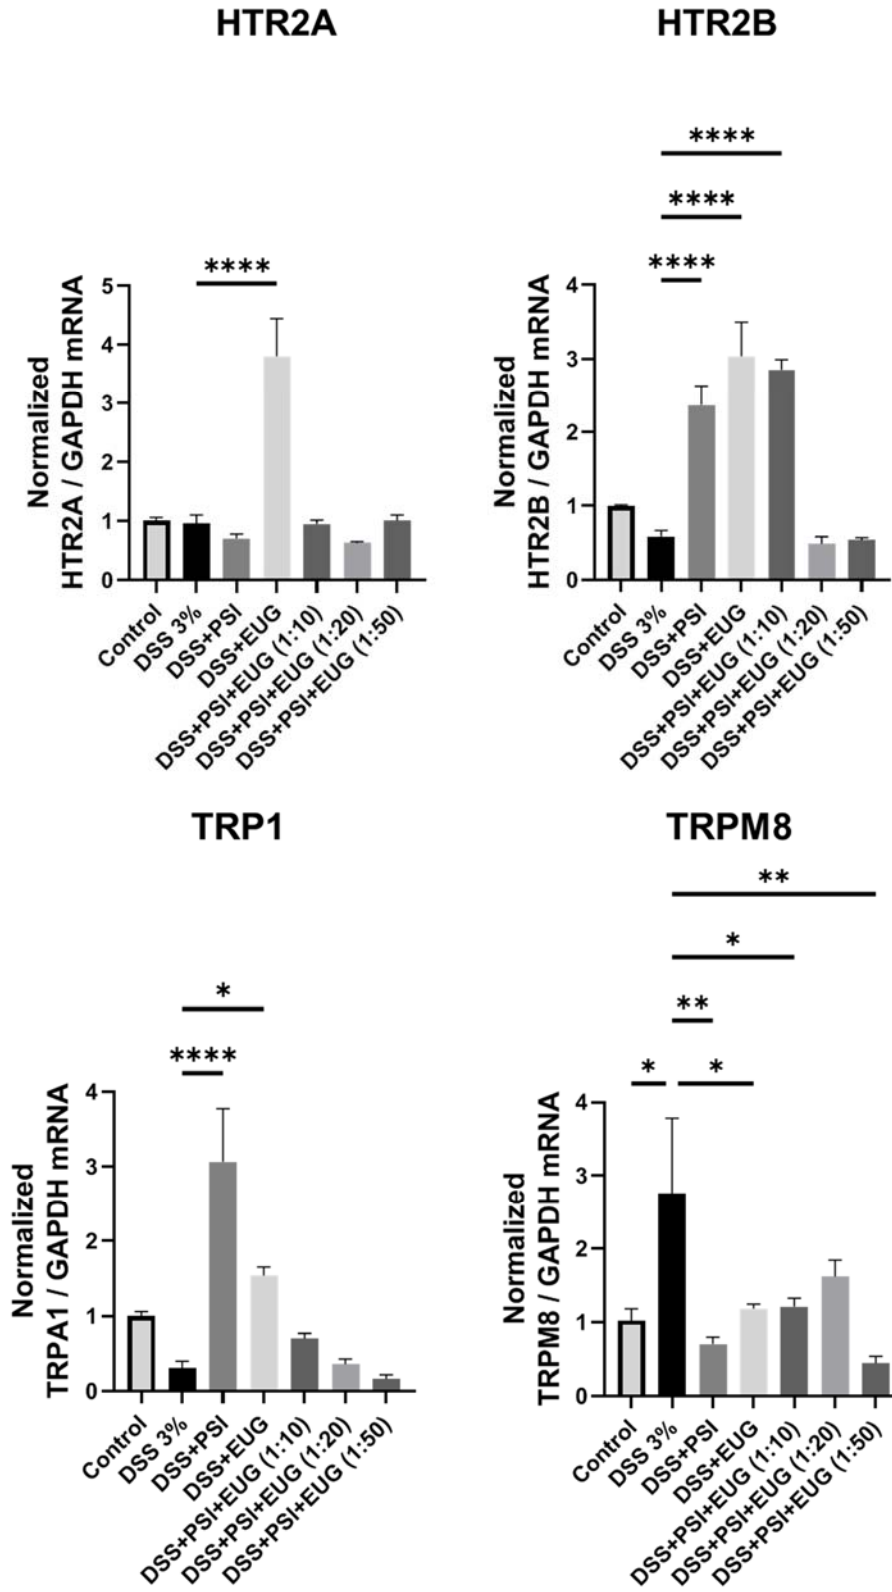 HTR2A
****
Normalized
HTR2A / GAPDH mRNA
5
4
3
2
1
0
Control
DSS 3%
DSS+PSI
DSS+EUG
DSS+PSI+EUG (1:10)
DSS+PSI+EUG (1:20)
DSS+PSI+EUG (1:50)
HTR2B
****
****
****
Normalized
HTR2B / GAPDH mRNA
4
3
2
1
0
Control
DSS 3%
DSS+PSI
DSS+EUG
DSS+PSI+EUG (1:10)
DSS+PSI+EUG (1:20)
DSS+PSI+EUG (1:50)
TRP1
*
****
Normalized
TRPA1 / GAPDH mRNA
4
3
2
1
0
Control
DSS 3%
DSS+PSI
DSS+EUG
DSS+PSI+EUG (1:10)
DSS+PSI+EUG (1:20)
DSS+PSI+EUG (1:50)
TRPM8
**
*
**
* *
Normalized
TRPM8 / GAPDH mRNA
4
3
2
1
0
Control
DSS 3%
DSS+PSI
DSS+EUG
DSS+PSI+EUG (1:10)
DSS+PSI+EUG (1:20)
DSS+PSI+EUG (1:50)